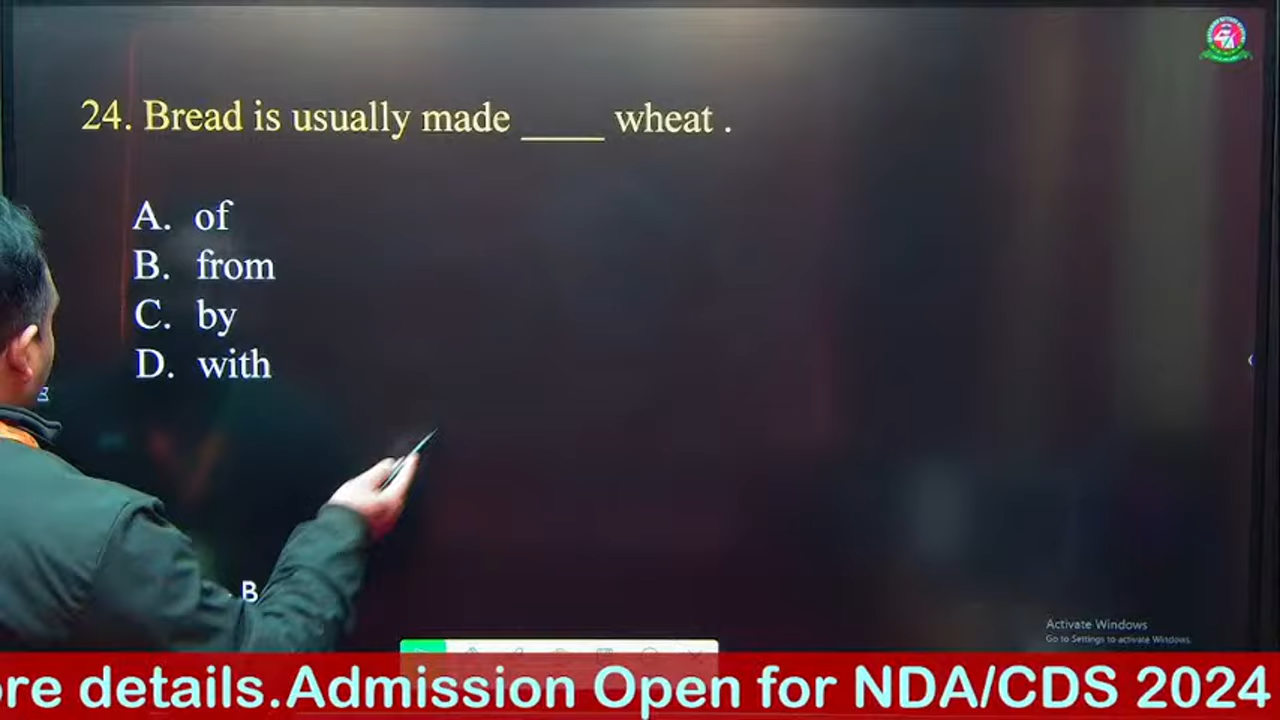 24. Bread is usually made ____ wheat .
A. of
B. from
C. by
D. with
B
Activate Windows
Go to Settings to activate Windows.
re details.Admission Open for NDA/CDS 2024